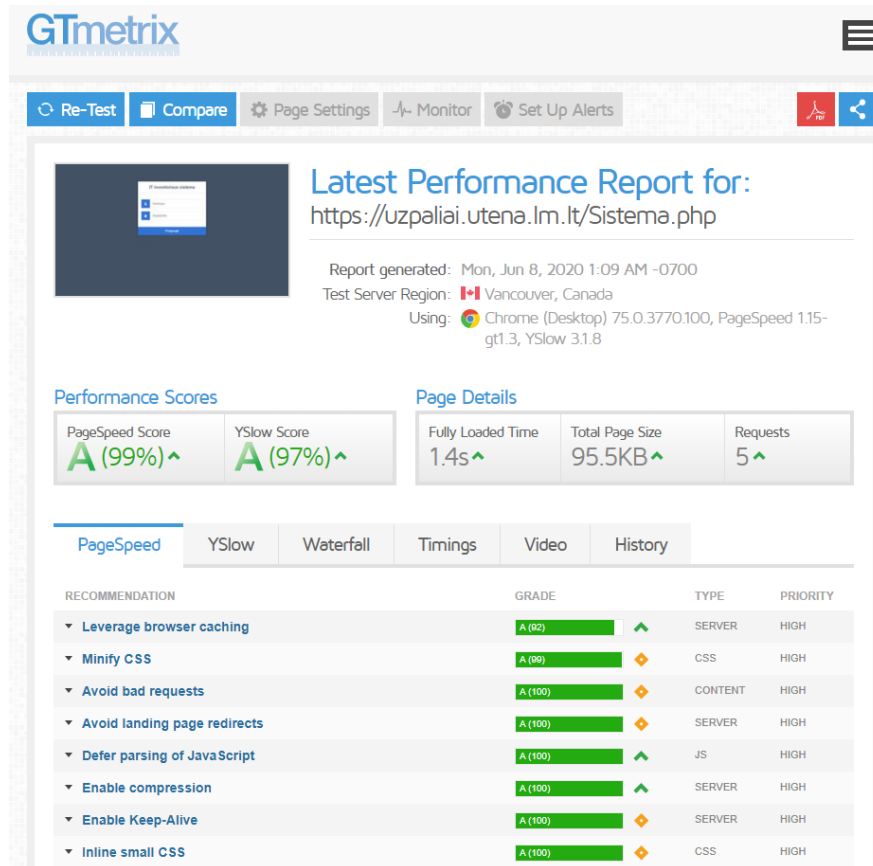 GTmetrix
Re-Test Compare Page Settings Monitor Set Up Alerts PDF
IT inventoriaus sistema
Latest Performance Report for:
https://uzpaliai.utena.lm.lt/Sistema.php
Report generated: Mon, Jun 8, 2020 1:09 AM -0700
Test Server Region: Vancouver, Canada
Using: Chrome (Desktop) 75.0.3770.100, PageSpeed 1.15-
gt1.3, YSlow 3.1.8
Performance Scores
Page Details
PageSpeed Score YSlow Score Fully Loaded Time Total Page Size Requests
A (99%) A (97%) 1.4s 95.5KB 5
PageSpeed YSlow Waterfall Timings Video History
RECOMMENDATION GRADE TYPE PRIORITY
Leverage browser caching A (92) SERVER HIGH
Minify CSS A (99) CSS HIGH
Avoid bad requests A (100) CONTENT HIGH
Avoid landing page redirects A (100) SERVER HIGH
Defer parsing of JavaScript A (100) JS HIGH
Enable compression A (100) SERVER HIGH
Enable Keep-Alive A (100) SERVER HIGH
Inline small CSS A (100) CSS HIGH